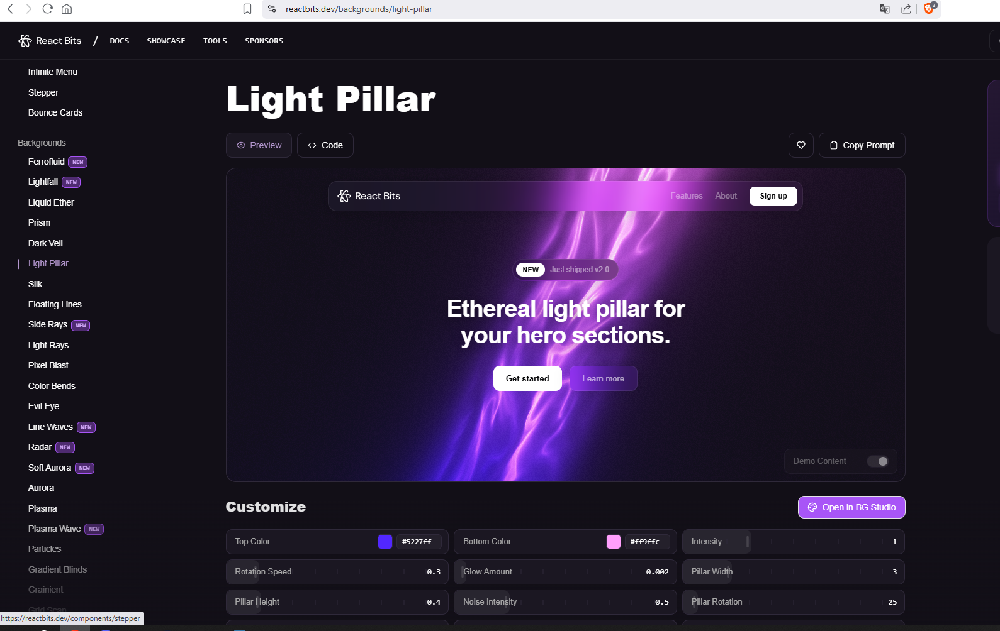 reactbits.dev/backgrounds/light-pillar
2
React Bits
/
DOCS
SHOWCASE
TOOLS
SPONSORS
Infinite Menu
Stepper
Bounce Cards
Backgrounds
Ferrofluid NEW
Lightfall NEW
Liquid Ether
Prism
Dark Veil
Light Pillar
Silk
Floating Lines
Side Rays NEW
Light Rays
Pixel Blast
Color Bends
Evil Eye
Line Waves NEW
Radar NEW
Soft Aurora NEW
Aurora
Plasma
Plasma Wave NEW
Particles
Gradient Blinds
Grainient
Grid Scan
https://reactbits.dev/components/stepper
Light Pillar
Preview
Code
Copy Prompt
React Bits
Features
About
Sign up
NEW Just shipped v2.0
Ethereal light pillar for
your hero sections.
Get started
Learn more
Demo Content
Customize
Open in BG Studio
Top Color #5227ff
Bottom Color #ff9ffc
Intensity 1
Rotation Speed 0.3
Glow Amount 0.002
Pillar Width 3
Pillar Height 0.4
Noise Intensity 0.5
Pillar Rotation 25